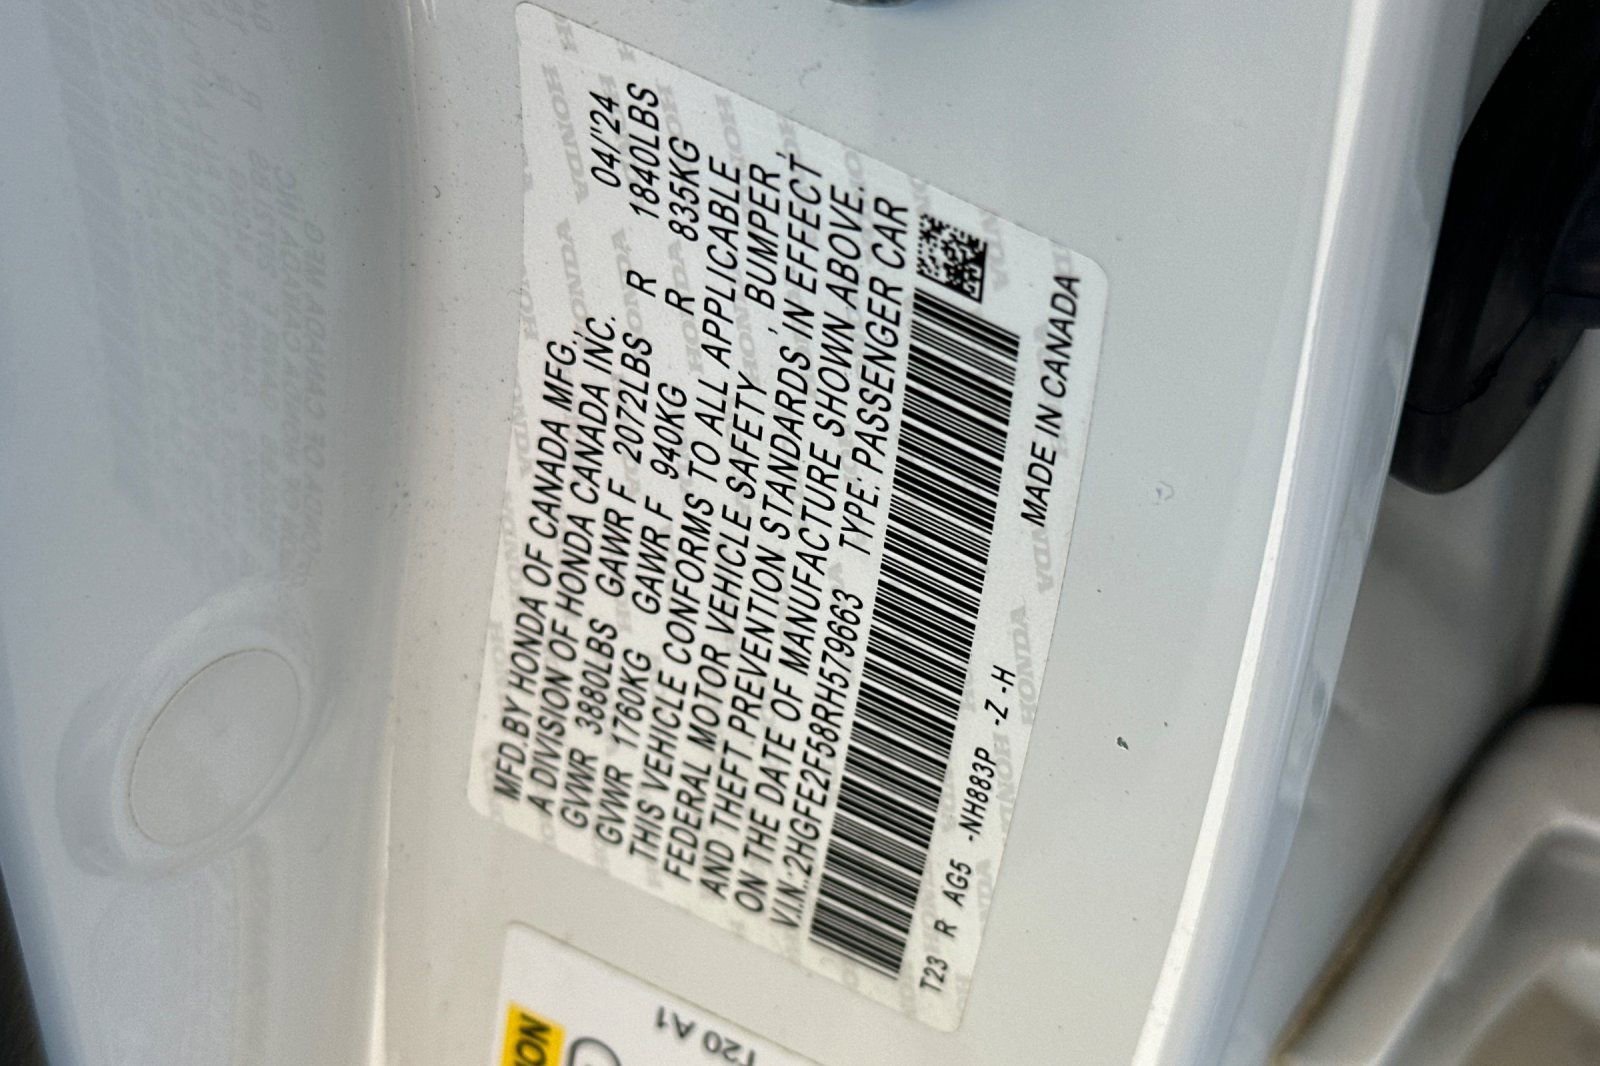 MFD.BY HONDA OF CANADA MFG., 04/'24
A DIVISION OF HONDA CANADA INC.
GVWR 3880LBS GAWR F 2072LBS R 1840LBS
GVWR 1760KG GAWR F 940KG R 835KG
THIS VEHICLE CONFORMS TO ALL APPLICABLE
FEDERAL MOTOR VEHICLE SAFETY , BUMPER ,
AND THEFT PREVENTION STANDARDS IN EFFECT
ON THE DATE OF MANUFACTURE SHOWN ABOVE.
V.I.N.:2HGFE2F58RH579663 TYPE: PASSENGER CAR
T23 R AG5 -NH883P -Z -H MADE IN CANADA
T20 A1